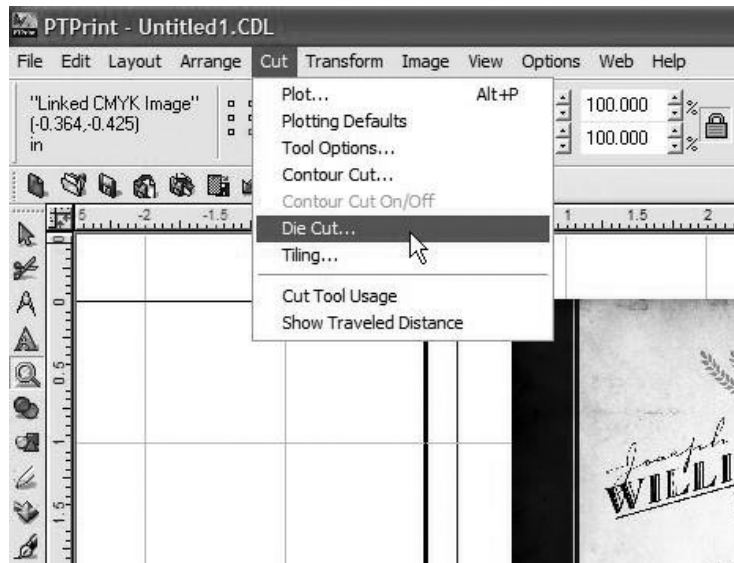 PTPrint - Untitled1.CDL
File Edit Layout Arrange Cut Transform Image View Options Web Help
"Linked CMYK Image"
(-0.364,-0.425)
in
100.000 %
100.000 %
Plot... Alt+P
Plotting Defaults
Tool Options...
Contour Cut...
Contour Cut On/Off
Die Cut...
Tiling...
Cut Tool Usage
Show Traveled Distance
5 -2 -1.5 1 1.5 2
0
0.5
1
1.5
Joseph
WILLI